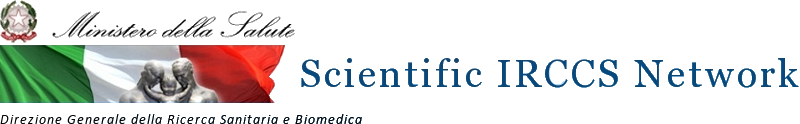 Ministero della Salute
Scientific IRCCS Network
Direzione Generale della Ricerca Sanitaria e Biomedica